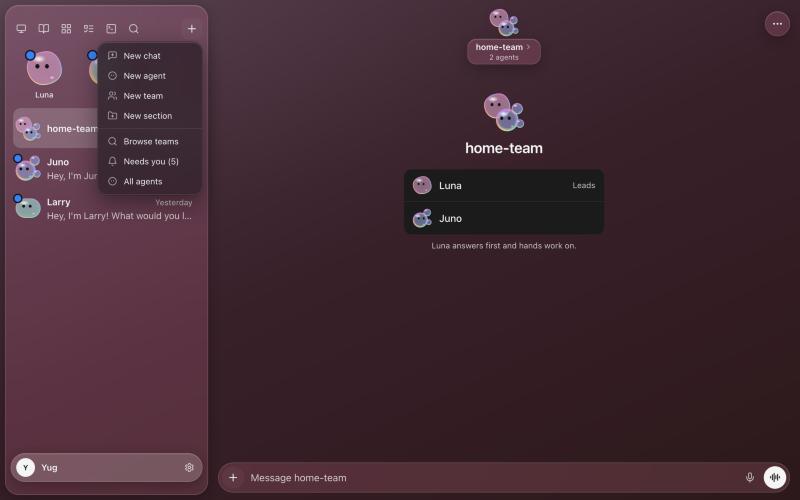 New chat
New agent
New team
New section
Browse teams
Needs you (5)
All agents
Luna
home-team
Juno
Hey, I'm Jur
Larry
Yesterday
Hey, I'm Larry! What would you l...
Y
Yug
home-team
2 agents
home-team
Luna
Leads
Juno
Luna answers first and hands work on.
Message home-team